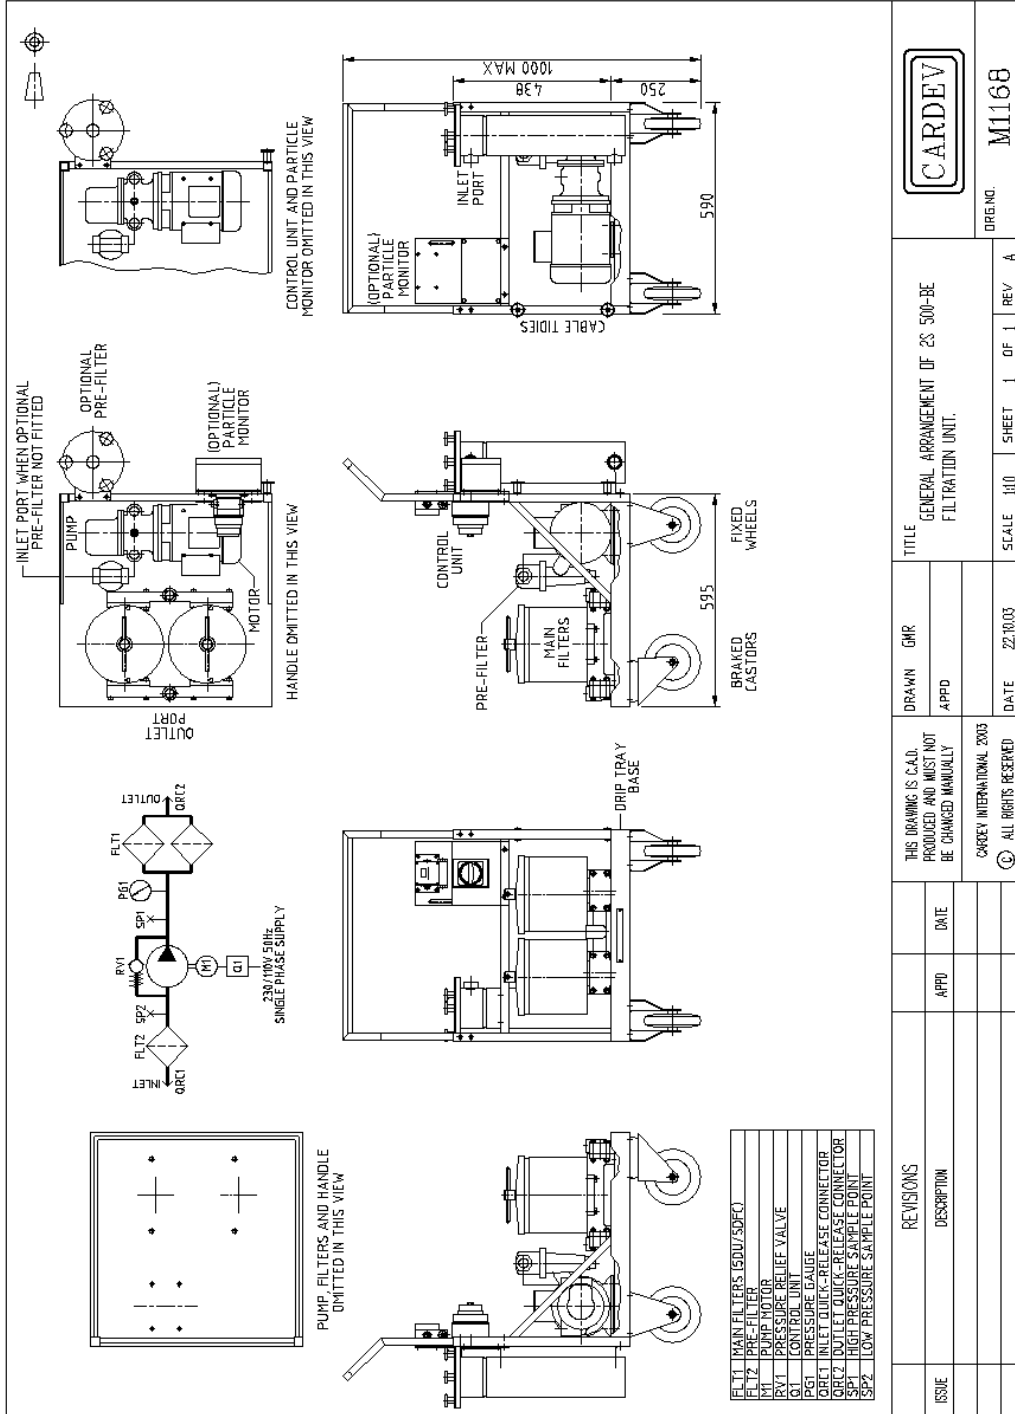 INLET PORT WHEN OPTIONAL
PRE-FILTER NOT FITTED
PUMP
OPTIONAL
PRE-FILTER
(OPTIONAL)
PARTICLE
MONITOR
MOTOR
OUTLET
PORT
HANDLE OMITTED IN THIS VIEW
CONTROL UNIT AND PARTICLE
MONITOR OMITTED IN THIS VIEW
FLT2
INLET
QRC1
SP2
RV1
M1
Q1
SP1
PG1
FLT1
OUTLET
QRC2
230/110V 50Hz
SINGLE PHASE SUPPLY
PUMP, FILTERS AND HANDLE
OMITTED IN THIS VIEW
DRIP TRAY
BASE
CONTROL
UNIT
PRE-FILTER
MAIN
FILTERS
595
BRAKED
CASTORS
FIXED
WHEELS
(OPTIONAL)
PARTICLE
MONITOR
INLET
PORT
CABLE TIDIES
1000 MAX
438
250
590
FLT1 MAIN FILTERS (SDU/SDFC)
FLT2 PRE-FILTER
M1 PUMP MOTOR
RV1 PRESSURE RELIEF VALVE
Q1 CONTROL UNIT
PG1 PRESSURE GAUGE
QRC1 INLET QUICK-RELEASE CONNECTOR
QRC2 OUTLET QUICK-RELEASE CONNECTOR
SP1 HIGH PRESSURE SAMPLE POINT
SP2 LOW PRESSURE SAMPLE POINT
REVISIONS
ISSUE DESCRIPTION APPD DATE
THIS DRAWING IS C.A.D.
PRODUCED AND MUST NOT
BE CHANGED MANUALLY
CARDEV INTERNATIONAL 2003
© ALL RIGHTS RESERVED
DRAWN GMR
APPD
DATE 22.10.03
TITLE
GENERAL ARRANGEMENT OF 2S 500-BE
FILTRATION UNIT.
SCALE 1:10 SHEET 1 OF 1 REV A
CARDEV
DRG.NO.
M1168